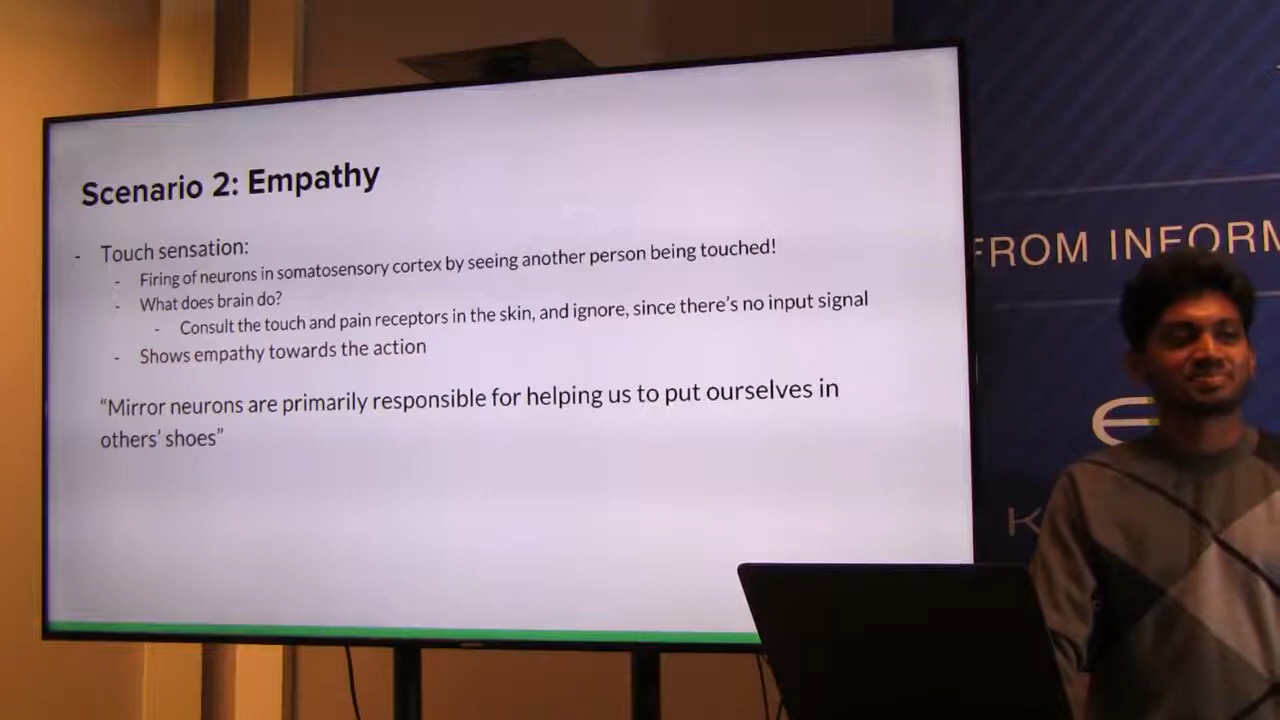 Scenario 2: Empathy
- Touch sensation:
- Firing of neurons in somatosensory cortex by seeing another person being touched!
- What does brain do?
- Consult the touch and pain receptors in the skin, and ignore, since there's no input signal
- Shows empathy towards the action
“Mirror neurons are primarily responsible for helping us to put ourselves in
others’ shoes”
FROM INFORM
E
K